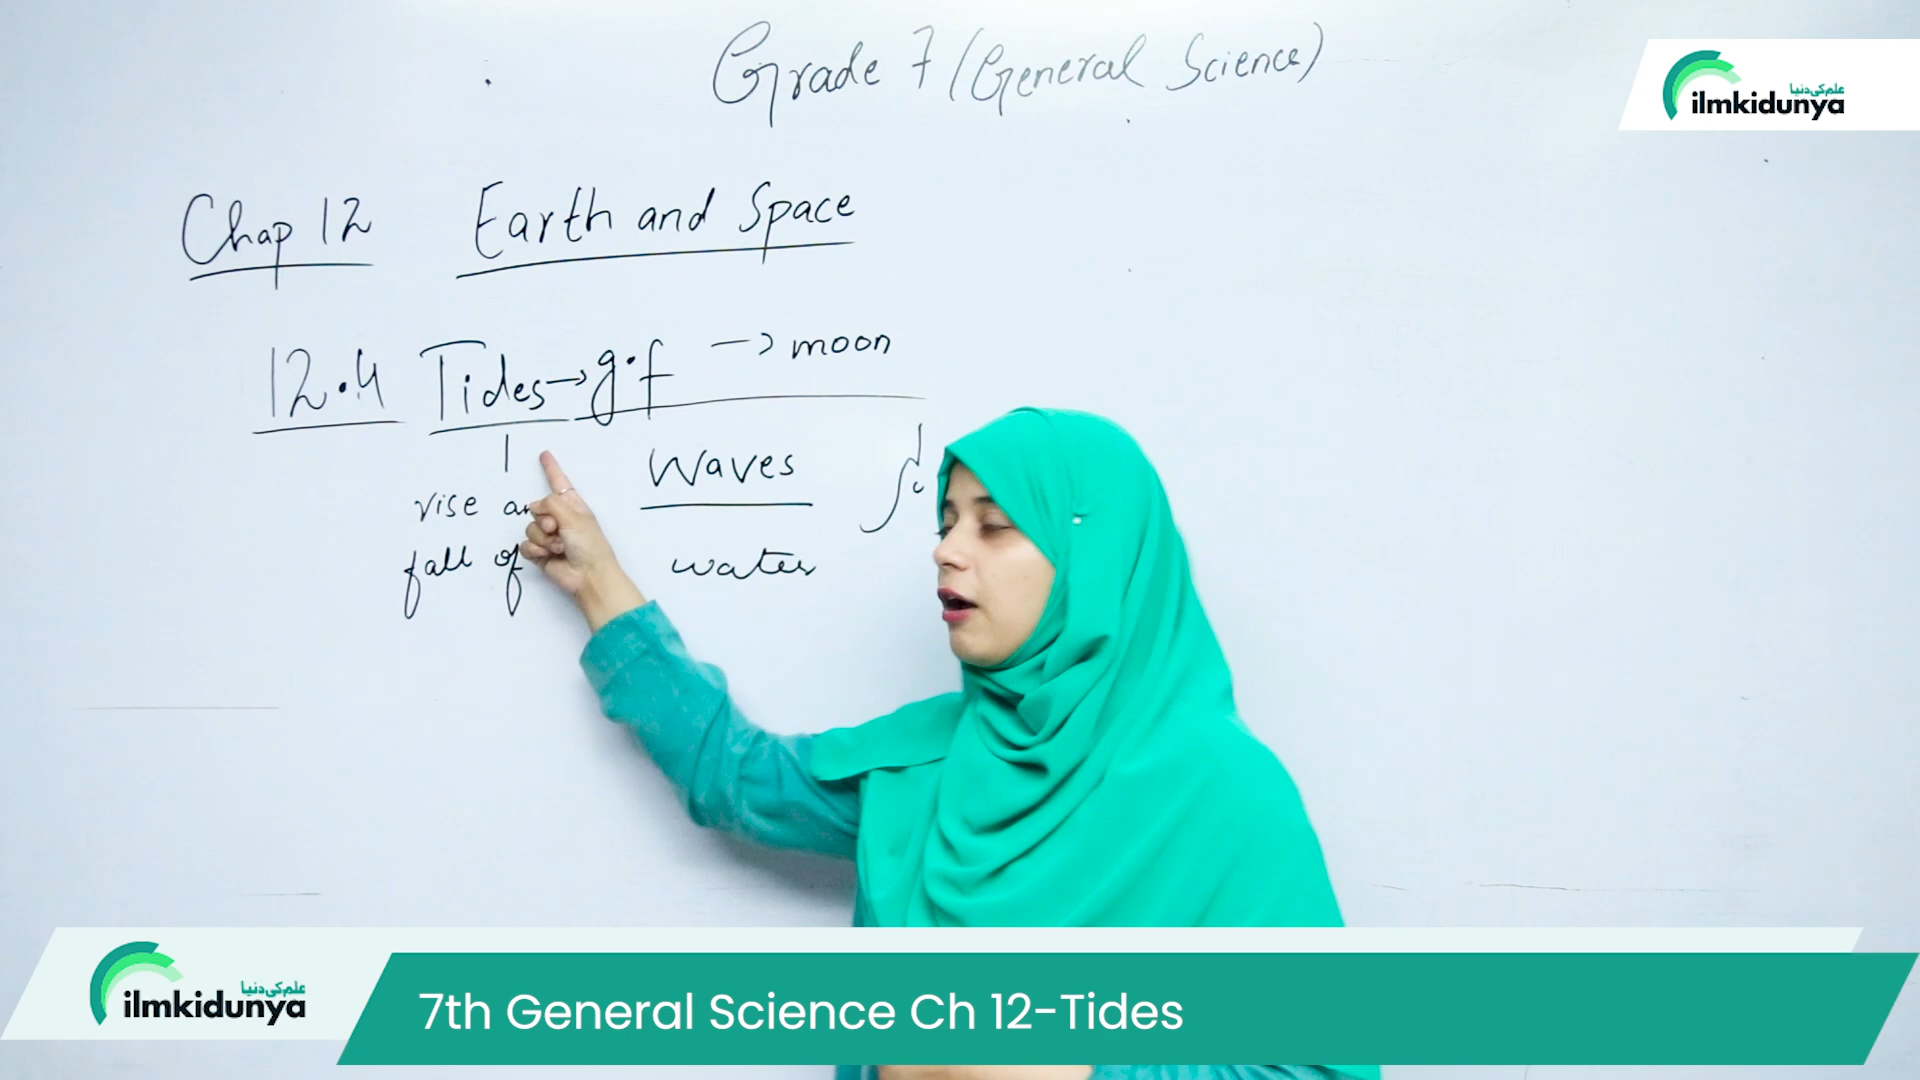 Grade 7 (General Science)
علم کی دنیا
ilmkidunya
Chap 12 Earth and Space
12.4 Tides → g.f → moon
Waves
rise
fall of
water
علم کی دنیا
ilmkidunya
7th General Science Ch 12-Tides